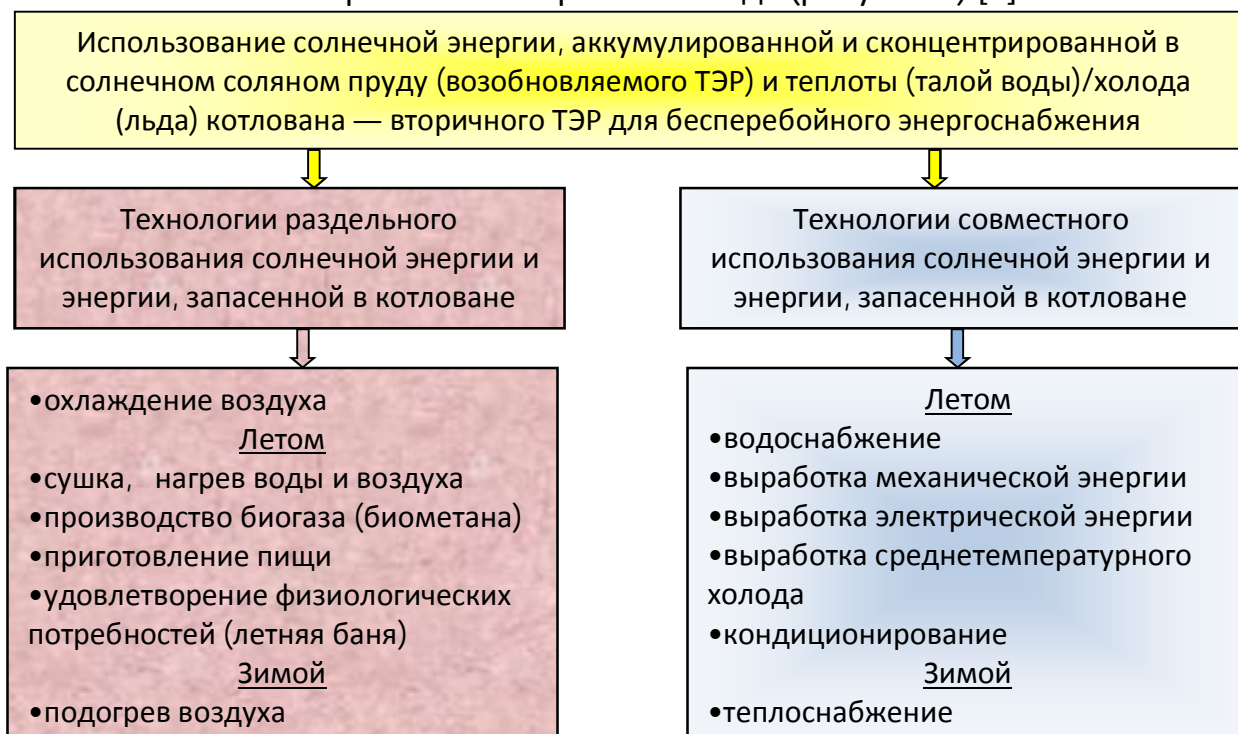 Использование солнечной энергии, аккумулированной и сконцентрированной в
солнечном соляном пруду (возобновляемого ТЭР) и теплоты (талой воды)/холода
(льда) котлована — вторичного ТЭР для бесперебойного энергоснабжения
Технологии раздельного
использования солнечной энергии и
энергии, запасенной в котловане
Технологии совместного
использования солнечной энергии и
энергии, запасенной в котловане
•охлаждение воздуха
Летом
•сушка, нагрев воды и воздуха
•производство биогаза (биометана)
•приготовление пищи
•удовлетворение физиологических
потребностей (летняя баня)
Зимой
•подогрев воздуха
Летом
•водоснабжение
•выработка механической энергии
•выработка электрической энергии
•выработка среднетемпературного
холода
•кондиционирование
Зимой
•теплоснабжение